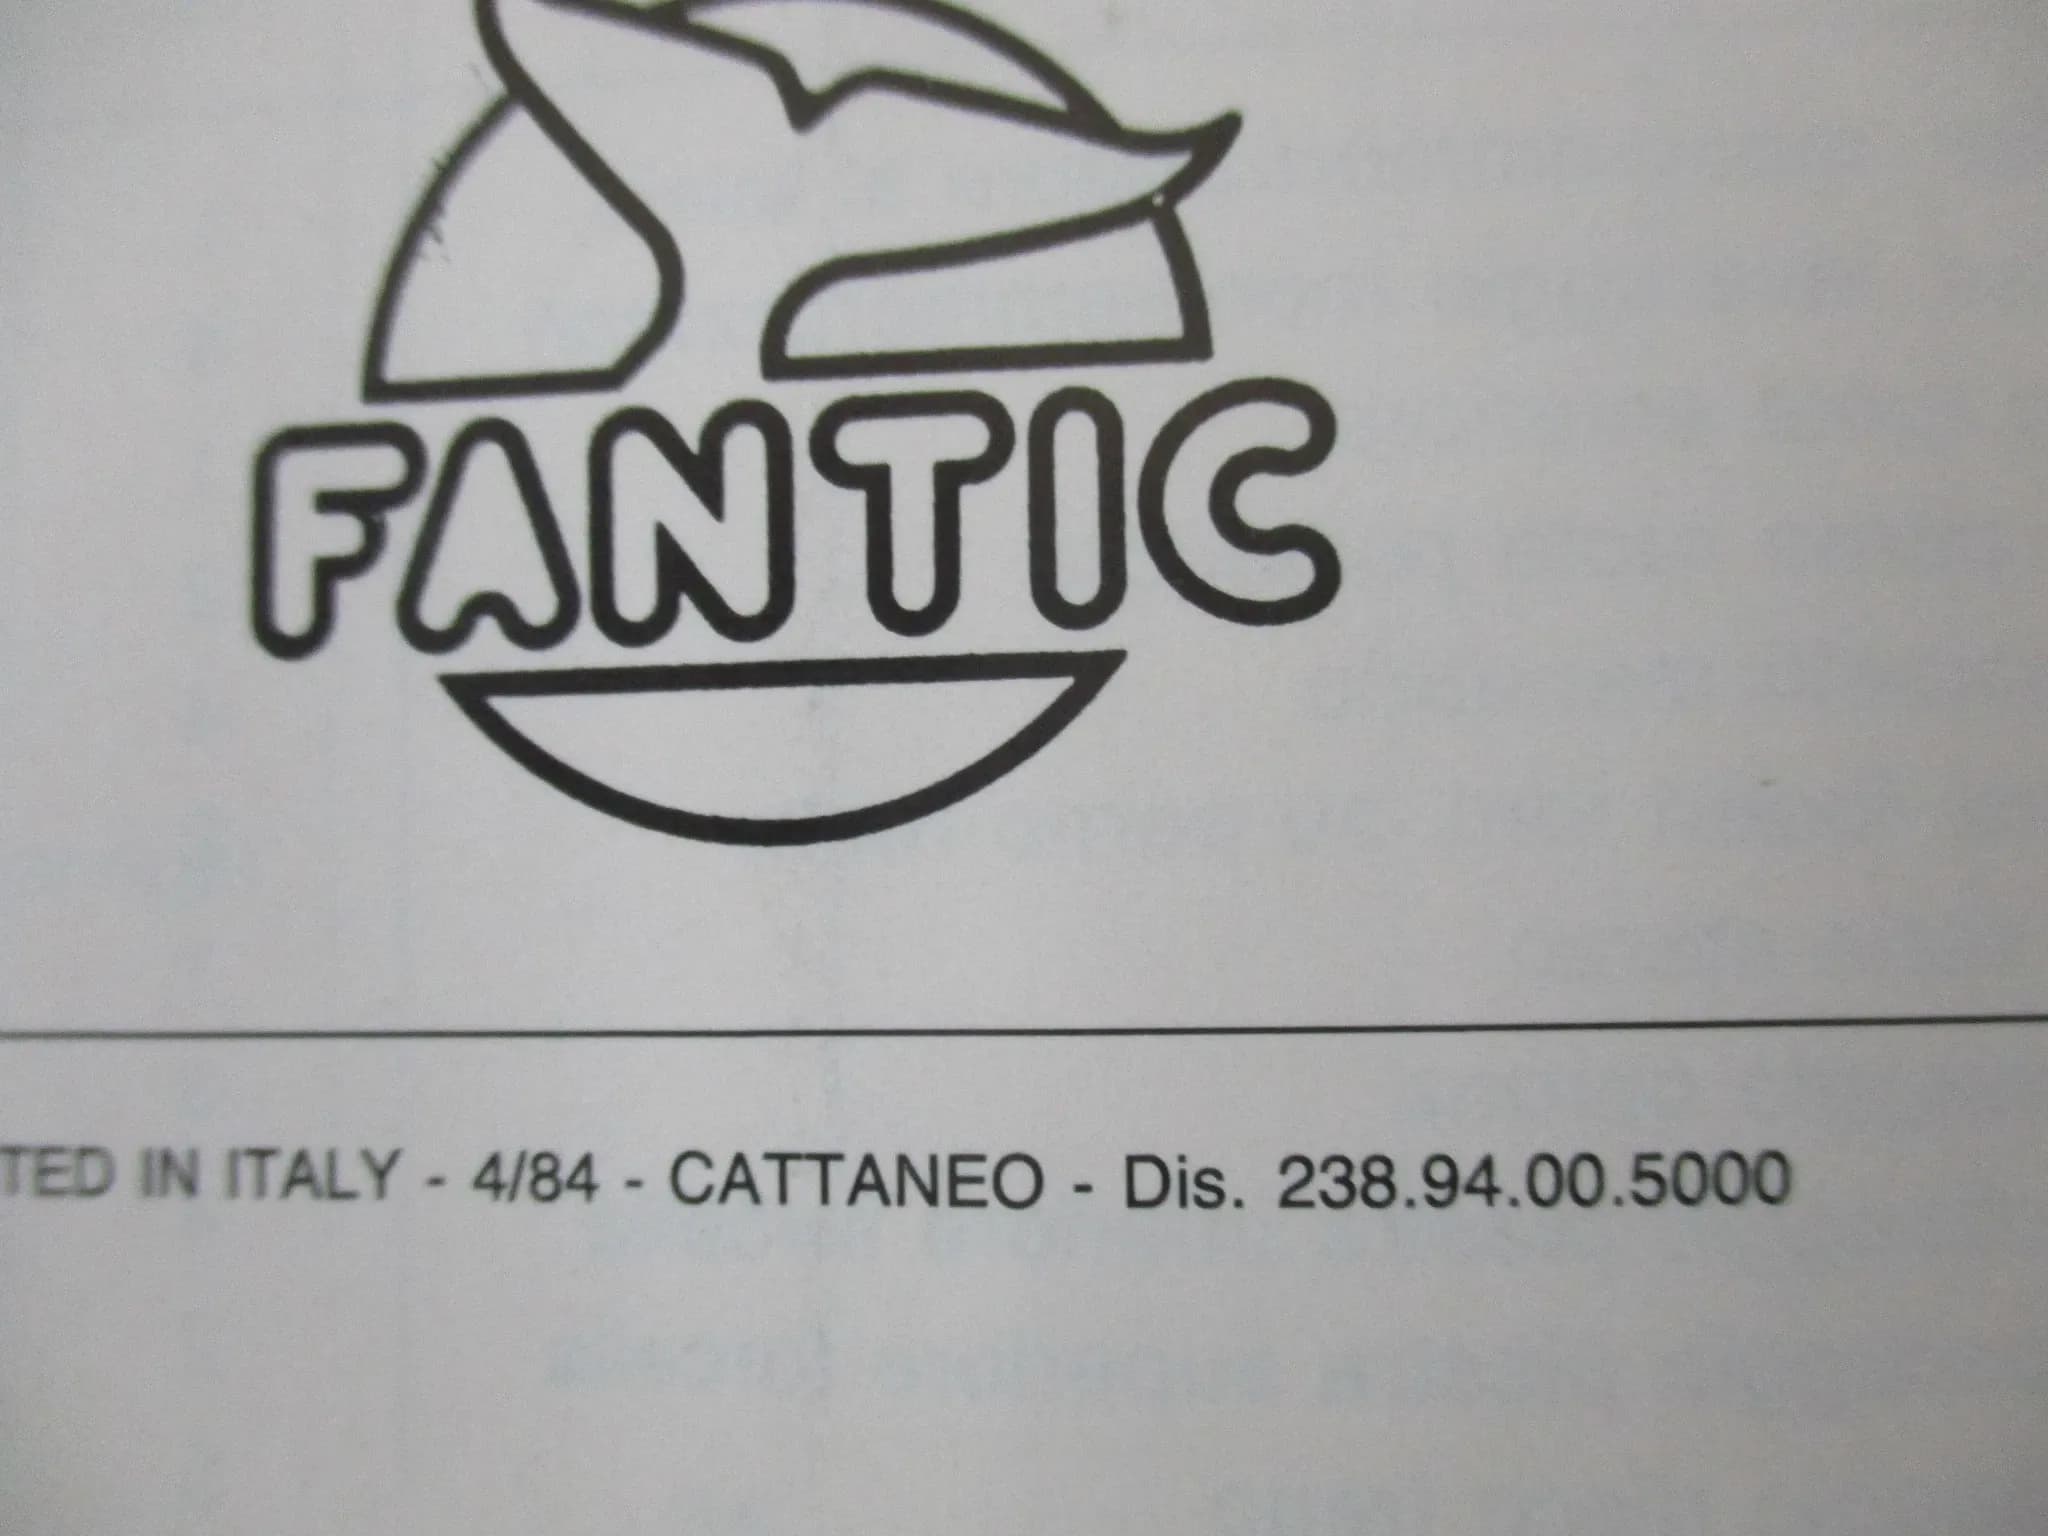 FANTIC
TED IN ITALY - 4/84 - CATTANEO - Dis. 238.94.00.5000